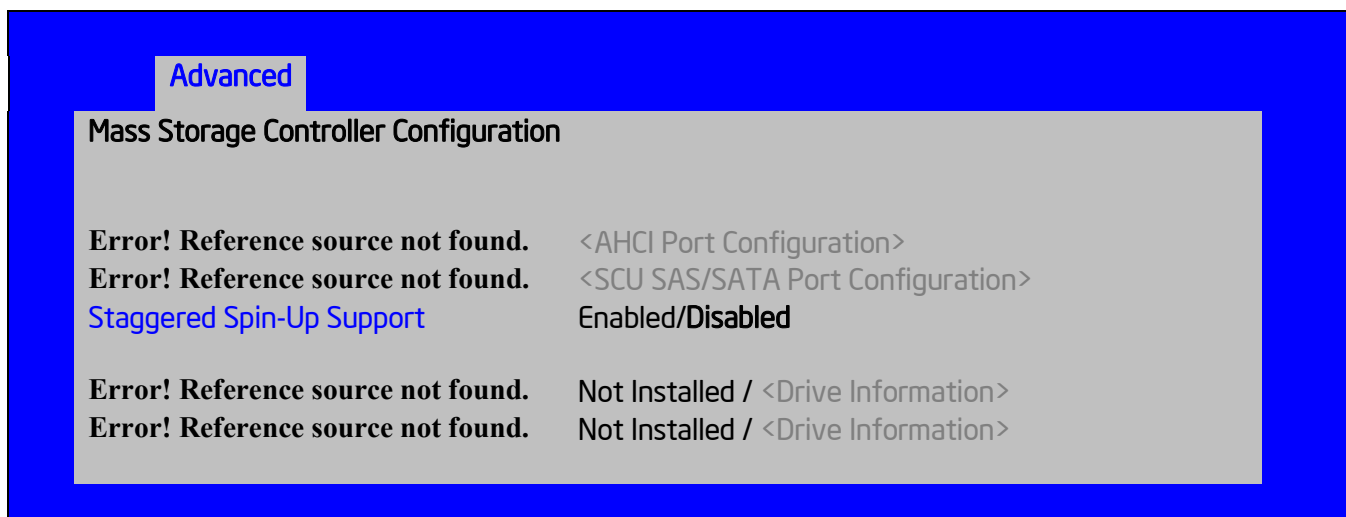 Advanced
Mass Storage Controller Configuration
Error! Reference source not found. <AHCI Port Configuration>
Error! Reference source not found. <SCU SAS/SATA Port Configuration>
Staggered Spin-Up Support Enabled/Disabled
Error! Reference source not found. Not Installed / <Drive Information>
Error! Reference source not found. Not Installed / <Drive Information>